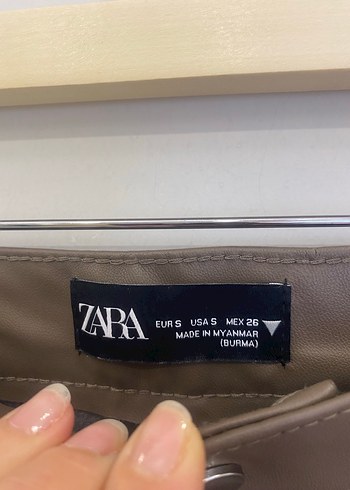 ZARA
EUR S USA S MEX 26
MADE IN MYANMAR
(BURMA)